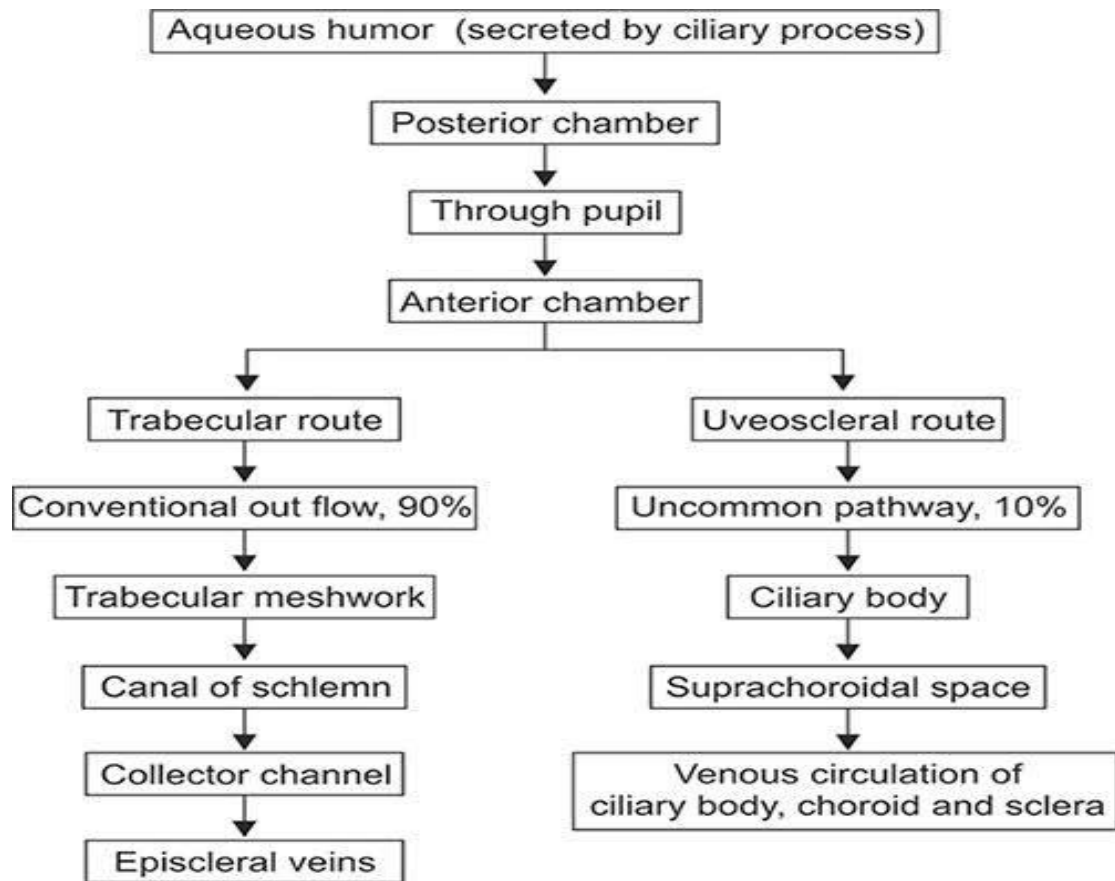 Aqueous humor (secreted by ciliary process)
Posterior chamber
Through pupil
Anterior chamber
Trabecular route
Conventional out flow, 90%
Trabecular meshwork
Canal of schlemn
Collector channel
Episcleral veins
Uveoscleral route
Uncommon pathway, 10%
Ciliary body
Suprachoroidal space
Venous circulation of
ciliary body, choroid and sclera